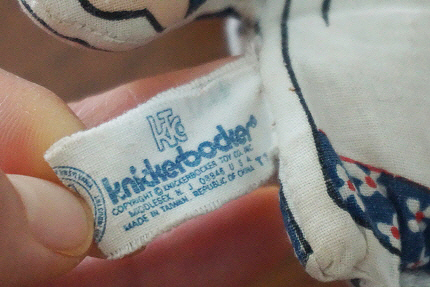 KTC
knickerbocker®
COPYRIGHT © KNICKERBOCKER TOY CO. INC.
MIDDLESEX, N. J. 08846 U.S.A.
MADE IN TAIWAN, REPUBLIC OF CHINA